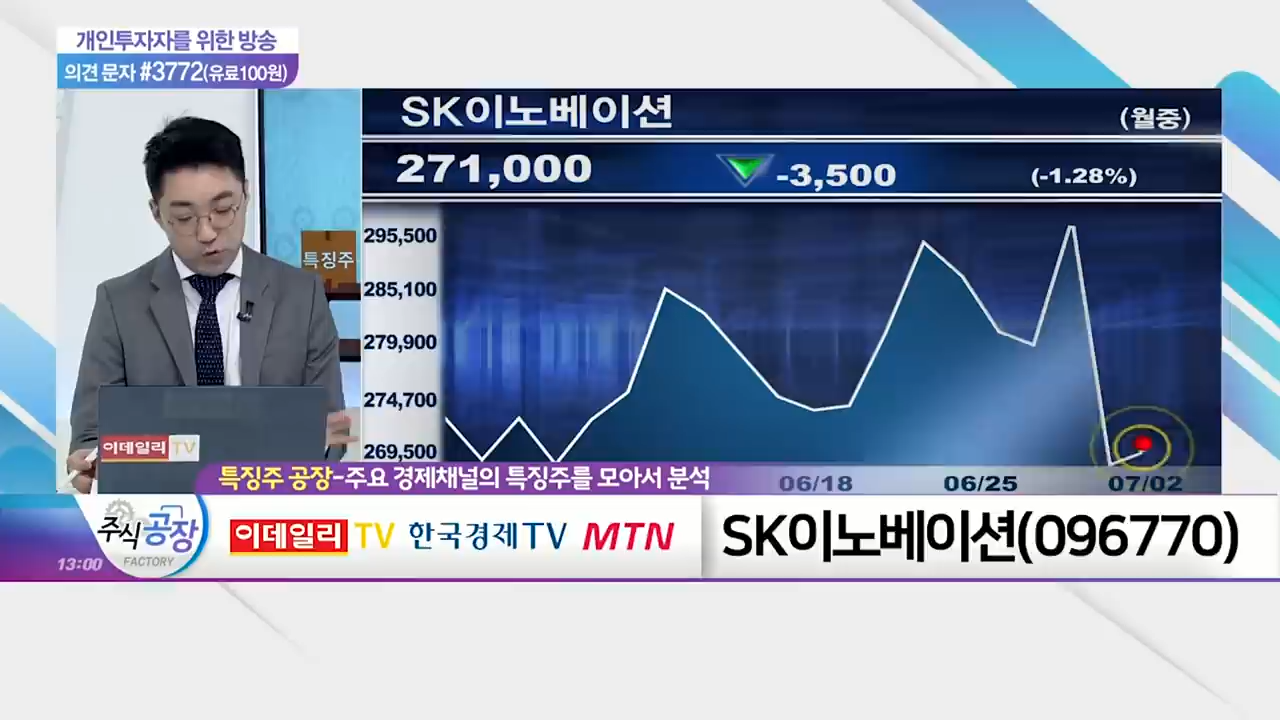 개인투자자를 위한 방송
의견 문자 #3772(유료100원)
SK이노베이션 (월중)
271,000 -3,500 (-1.28%)
특징주
295,500
285,100
279,900
274,700
269,500
06/18 06/25 07/02
이데일리 TV
특징주 공장-주요 경제채널의 특징주를 모아서 분석
주식공장
FACTORY
13:00
이데일리 TV 한국경제TV MTN
SK이노베이션(096770)